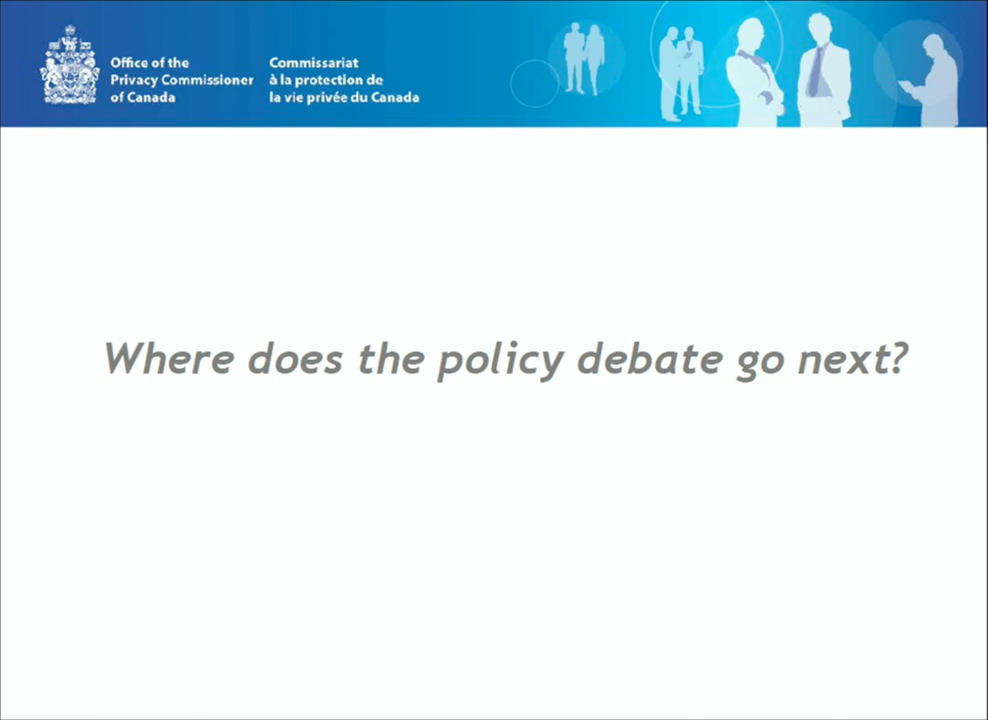 Office of the
Privacy Commissioner
of Canada
Commissariat
à la protection de
la vie privée du Canada
Where does the policy debate go next?